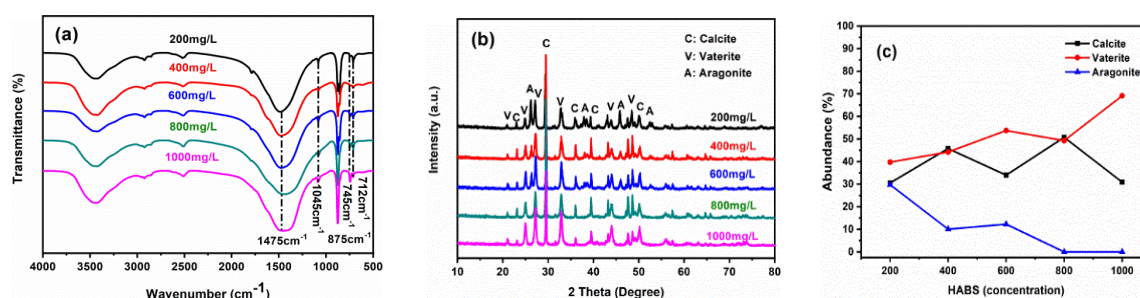 (a)
200mg/L
400mg/L
600mg/L
800mg/L
1000mg/L
1475cm-1
1045cm-1
875cm-1
745cm-1
712cm-1
Transmittance (%)
4000 3500 3000 2500 2000 1500 1000 500
Wavenumber (cm-1)
(b)
C: Calcite
V: Vaterite
A: Aragonite
V C V A V C V C A C V A V C A
200mg/L
400mg/L
600mg/L
800mg/L
1000mg/L
Intensity (a.u.)
10 20 30 40 50 60 70 80
2 Theta (Degree)
(c)
Calcite
Vaterite
Aragonite
Abundance (%)
100
90
80
70
60
50
40
30
20
10
0
200 400 600 800 1000
HABS (concentration)